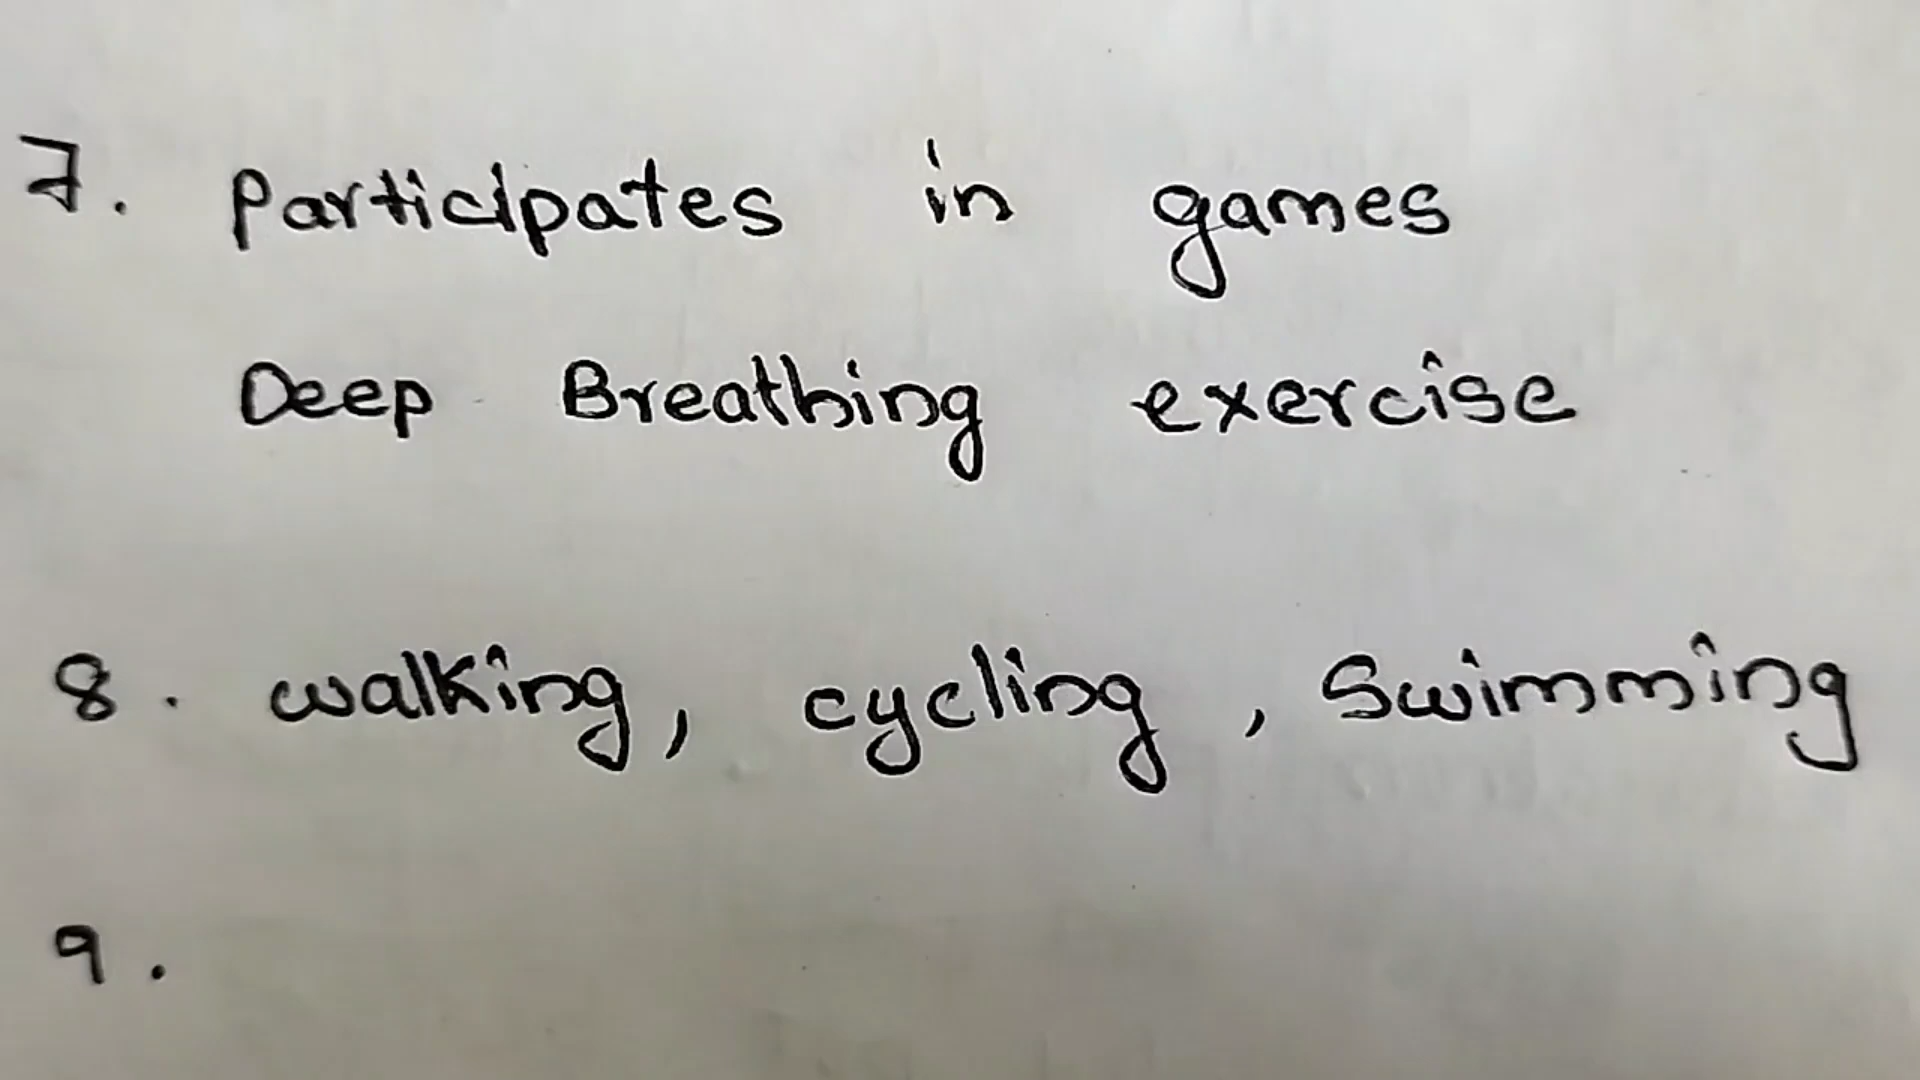 7. Participates in games
Deep Breathing exercise
8. walking, cycling, Swimming
9.